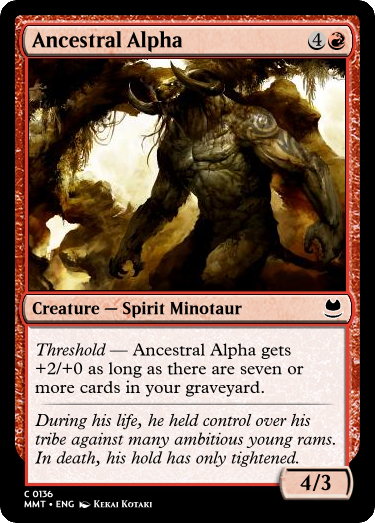 Ancestral Alpha 4
Creature — Spirit Minotaur
Threshold — Ancestral Alpha gets
+2/+0 as long as there are seven or
more cards in your graveyard.
During his life, he held control over his
tribe against many ambitious young rams.
In death, his hold has only tightened.
4/3
C 0136
MMT • ENG Kekai Kotaki